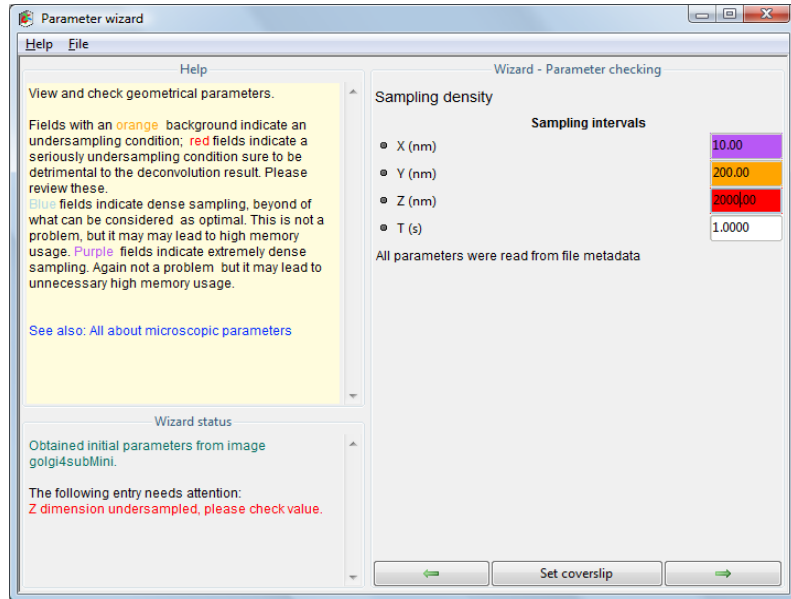 Parameter wizard
Help File
Help
View and check geometrical parameters.
Fields with an orange background indicate an
undersampling condition; red fields indicate a
seriously undersampling condition sure to be
detrimental to the deconvolution result. Please
review these.
Blue fields indicate dense sampling, beyond of
what can be considered as optimal. This is not a
problem, but it may may lead to high memory
usage. Purple fields indicate extremely dense
sampling. Again not a problem but it may lead to
unnecessary high memory usage.
See also: All about microscopic parameters
Wizard status
Obtained initial parameters from image
golgi4subMini.
The following entry needs attention:
Z dimension undersampled, please check value.
Wizard - Parameter checking
Sampling density
Sampling intervals
X (nm) 10.00
Y (nm) 200.00
Z (nm) 2000.00
T (s) 1.0000
All parameters were read from file metadata
Set coverslip